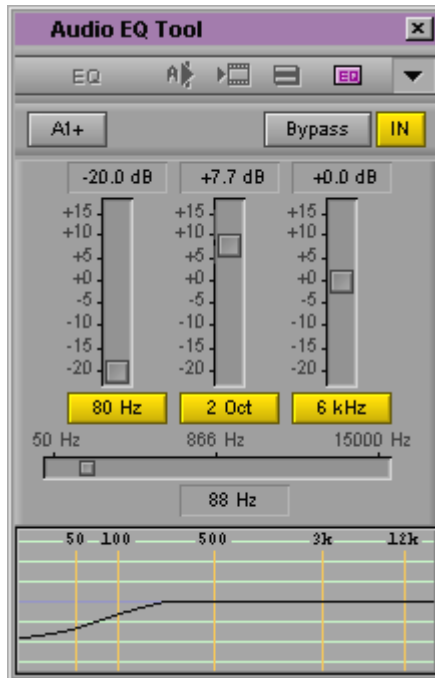 Audio EQ Tool
EQ A EQ
A1+ Bypass IN
-20.0 dB +7.7 dB +0.0 dB
+15 +15 +15
+10 +10 +10
+5 +5 +5
+0 +0 +0
-5 -5 -5
-10 -10 -10
-15 -15 -15
-20 -20 -20
80 Hz 2 Oct 6 kHz
50 Hz 866 Hz 15000 Hz
88 Hz
50 100 500 3k 12k